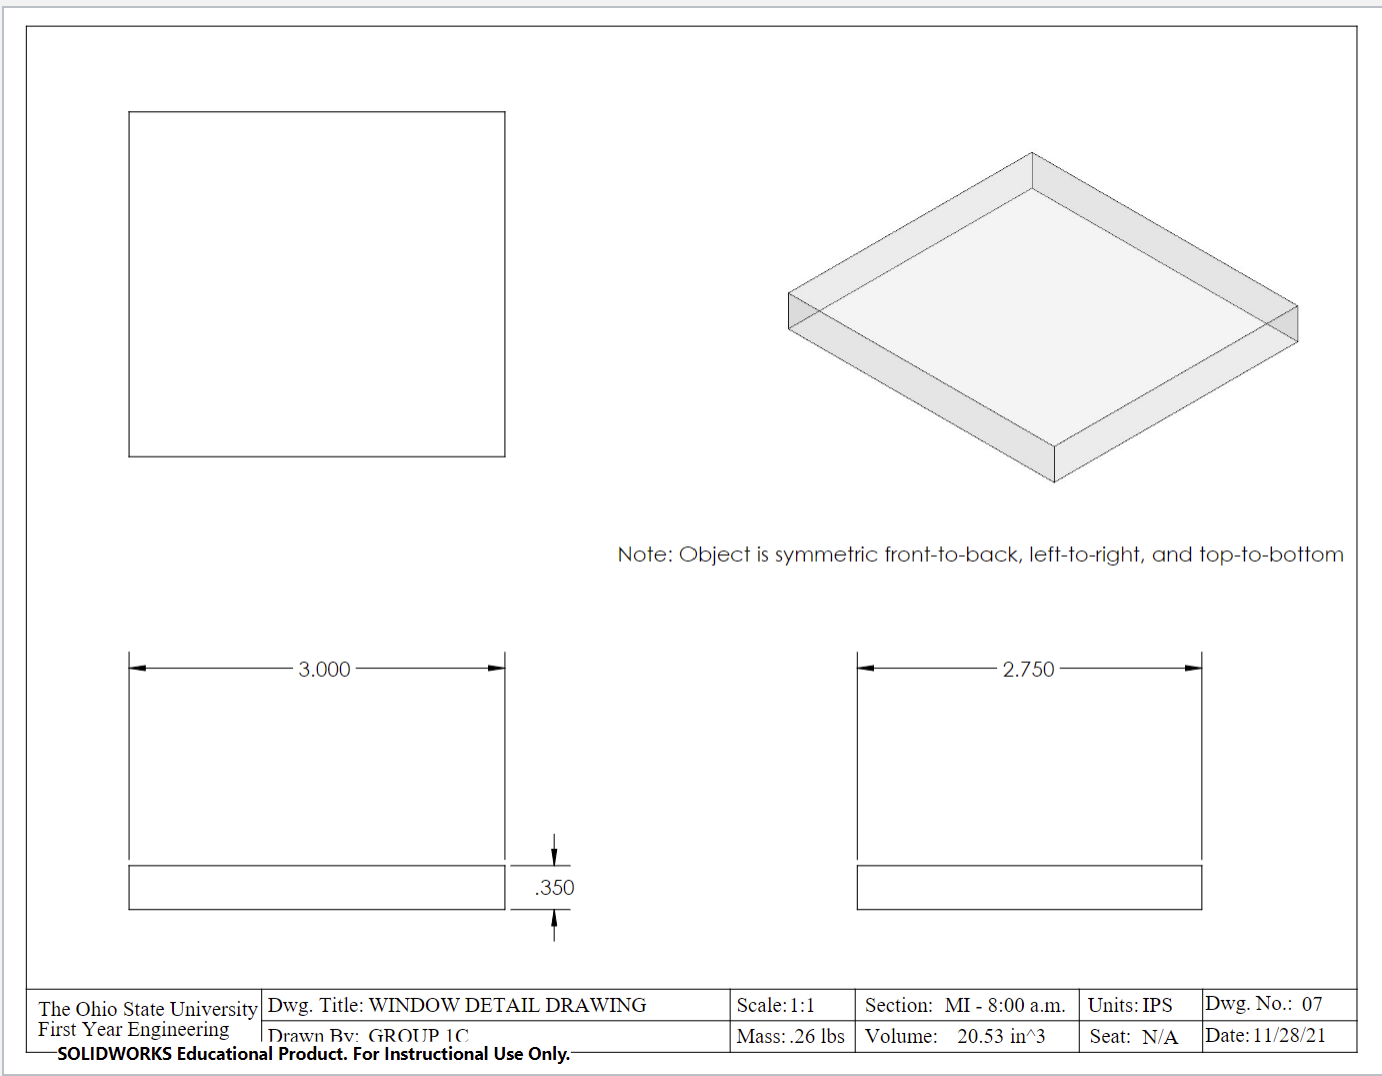 Note: Object is symmetric front-to-back, left-to-right, and top-to-bottom
3.000
2.750
.350
The Ohio State University
First Year Engineering
Dwg. Title: WINDOW DETAIL DRAWING
Drawn By: GROUP 1C
Scale: 1:1
Mass: .26 lbs
Section: MI - 8:00 a.m.
Volume: 20.53 in^3
Units: IPS
Seat: N/A
Dwg. No.: 07
Date: 11/28/21
SOLIDWORKS Educational Product. For Instructional Use Only.